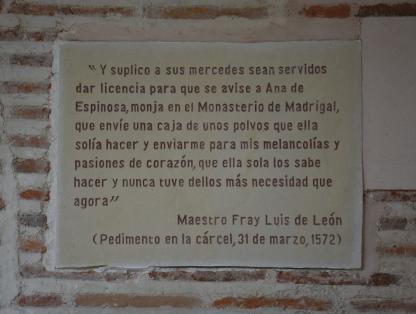 “Y suplico a sus mercedes sean servidos
dar licencia para que se avise a Ana de
Espinosa, monja en el Monasterio de Madrigal,
que envíe una caja de unos polvos que ella
solía hacer y enviarme para mis melancolías y
pasiones de corazón, que ella sola los sabe
hacer y nunca tuve dellos más necesidad que
agora”
Maestro Fray Luis de León
(Pedimento en la cárcel, 31 de marzo, 1572)